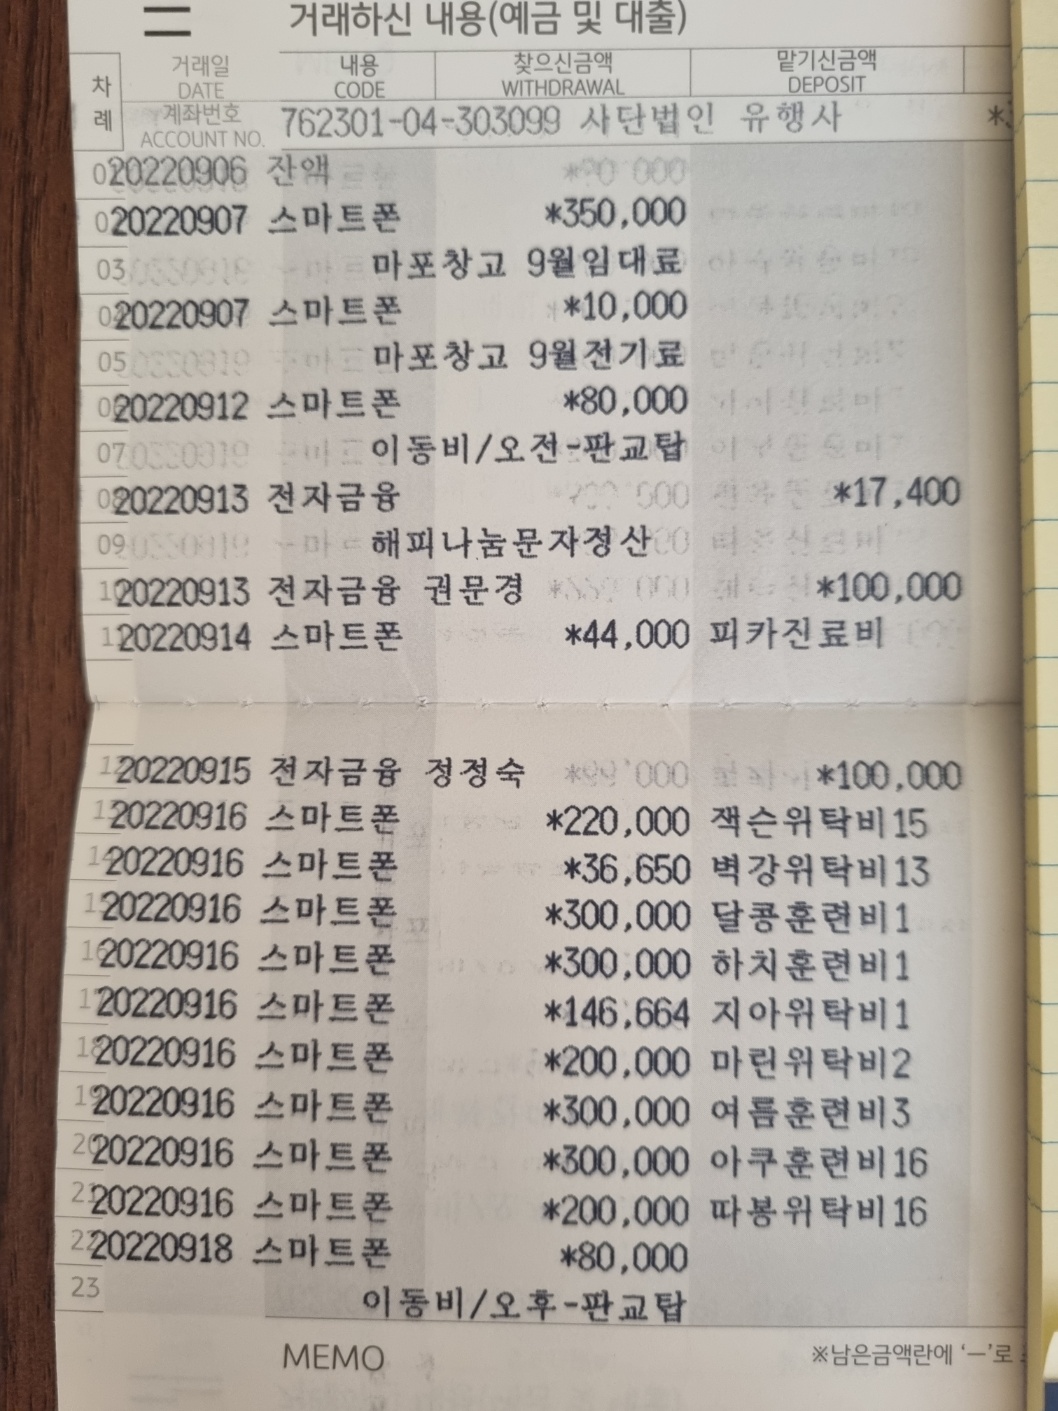 거래하신 내용(예금 및 대출)
차 례 거래일 DATE 내용 CODE 찾으신금액 WITHDRAWAL 맡기신금액 DEPOSIT
계좌번호 ACCOUNT NO. 762301-04-303099 사단법인 유행사
20220906 잔액
20220907 스마트폰 *350,000
03 마포창고 9월임대료
20220907 스마트폰 *10,000
05 마포창고 9월전기료
20220912 스마트폰 *80,000
07 이동비/오전-판교탑
20220913 전자금융 *17,400
09 해피나눔문자정산
20220913 전자금융 권문경 *100,000
20220914 스마트폰 *44,000 피카진료비
20220915 전자금융 정정숙 *100,000
20220916 스마트폰 *220,000 잭슨위탁비15
20220916 스마트폰 *36,650 벽강위탁비13
20220916 스마트폰 *300,000 달콩훈련비1
20220916 스마트폰 *300,000 하치훈련비1
20220916 스마트폰 *146,664 지아위탁비1
20220916 스마트폰 *200,000 마린위탁비2
20220916 스마트폰 *300,000 여름훈련비3
20220916 스마트폰 *300,000 아쿠훈련비16
20220916 스마트폰 *200,000 따봉위탁비16
20220918 스마트폰 *80,000
23 이동비/오후-판교탑
MEMO ※남은금액란에 ‘—’로